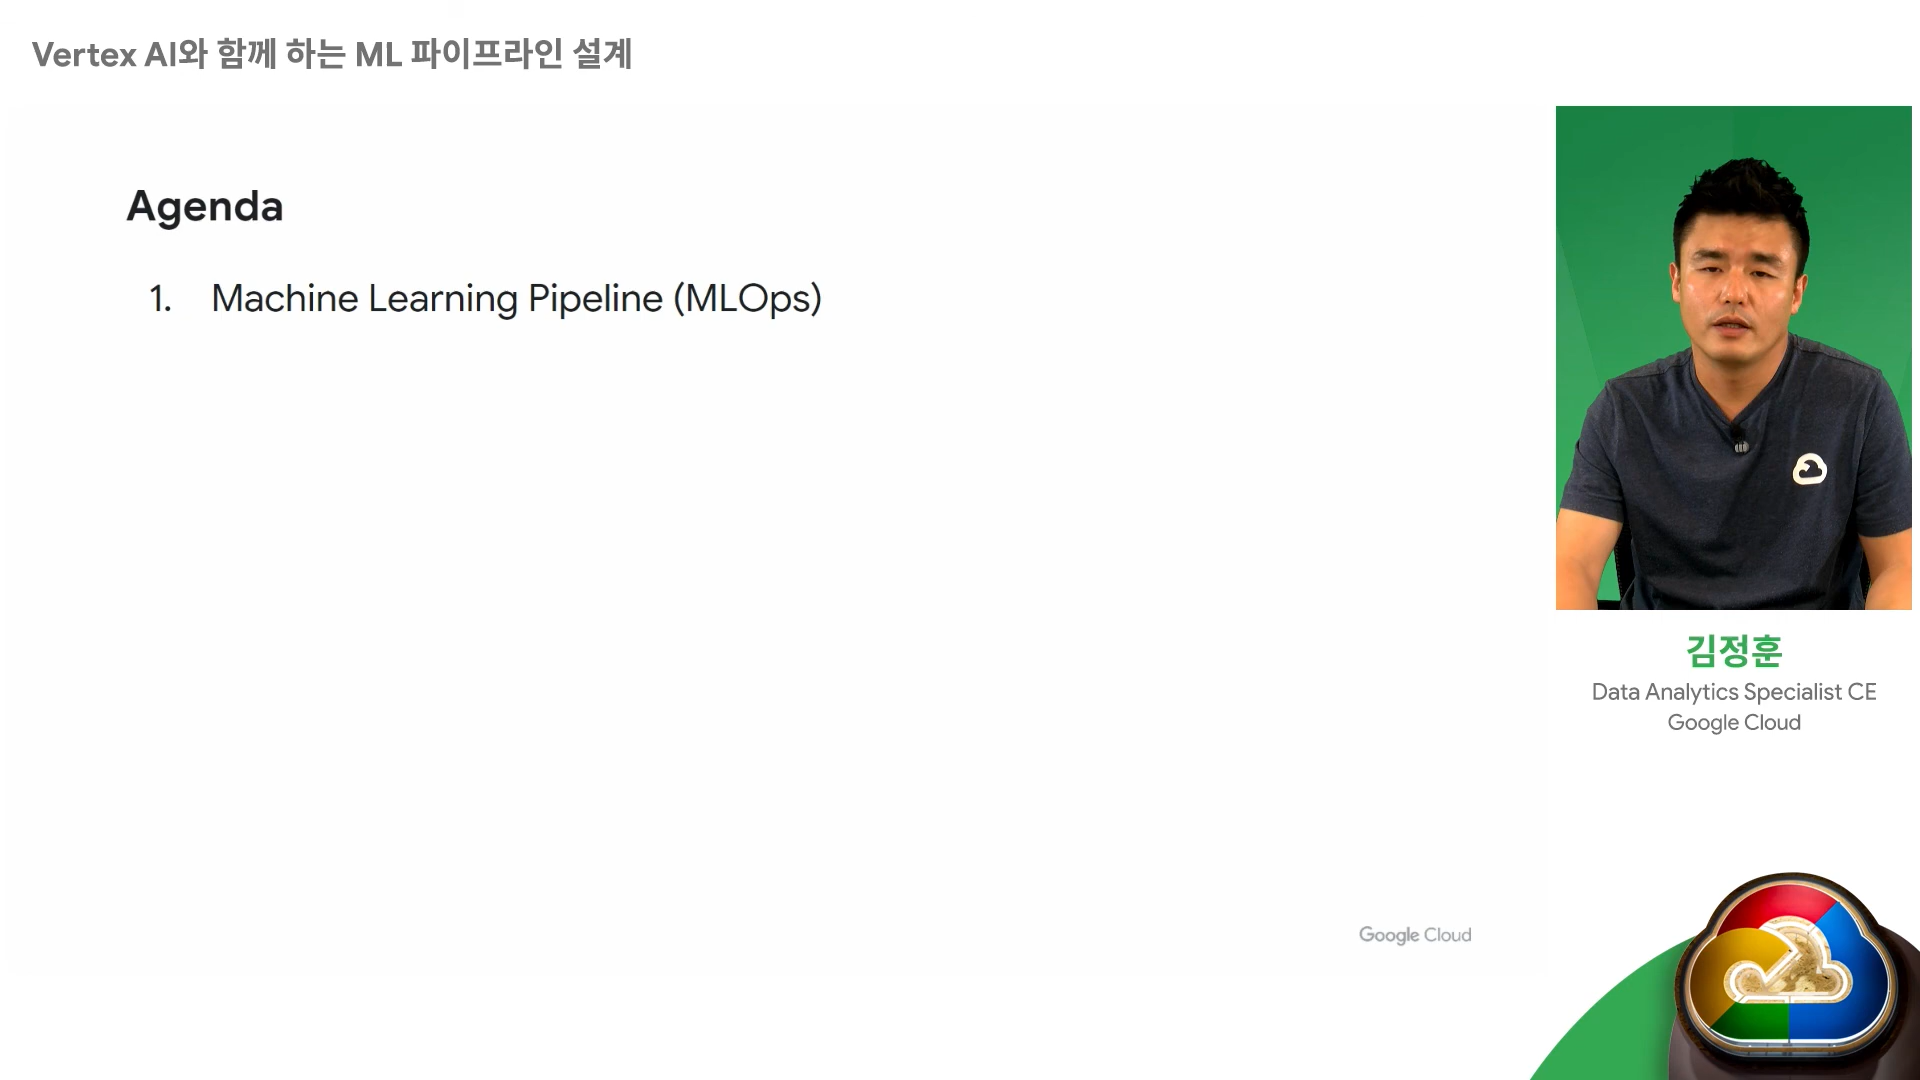 Vertex AI와 함께 하는 ML 파이프라인 설계
Agenda
1. Machine Learning Pipeline (MLOps)
김정훈
Data Analytics Specialist CE
Google Cloud
Google Cloud